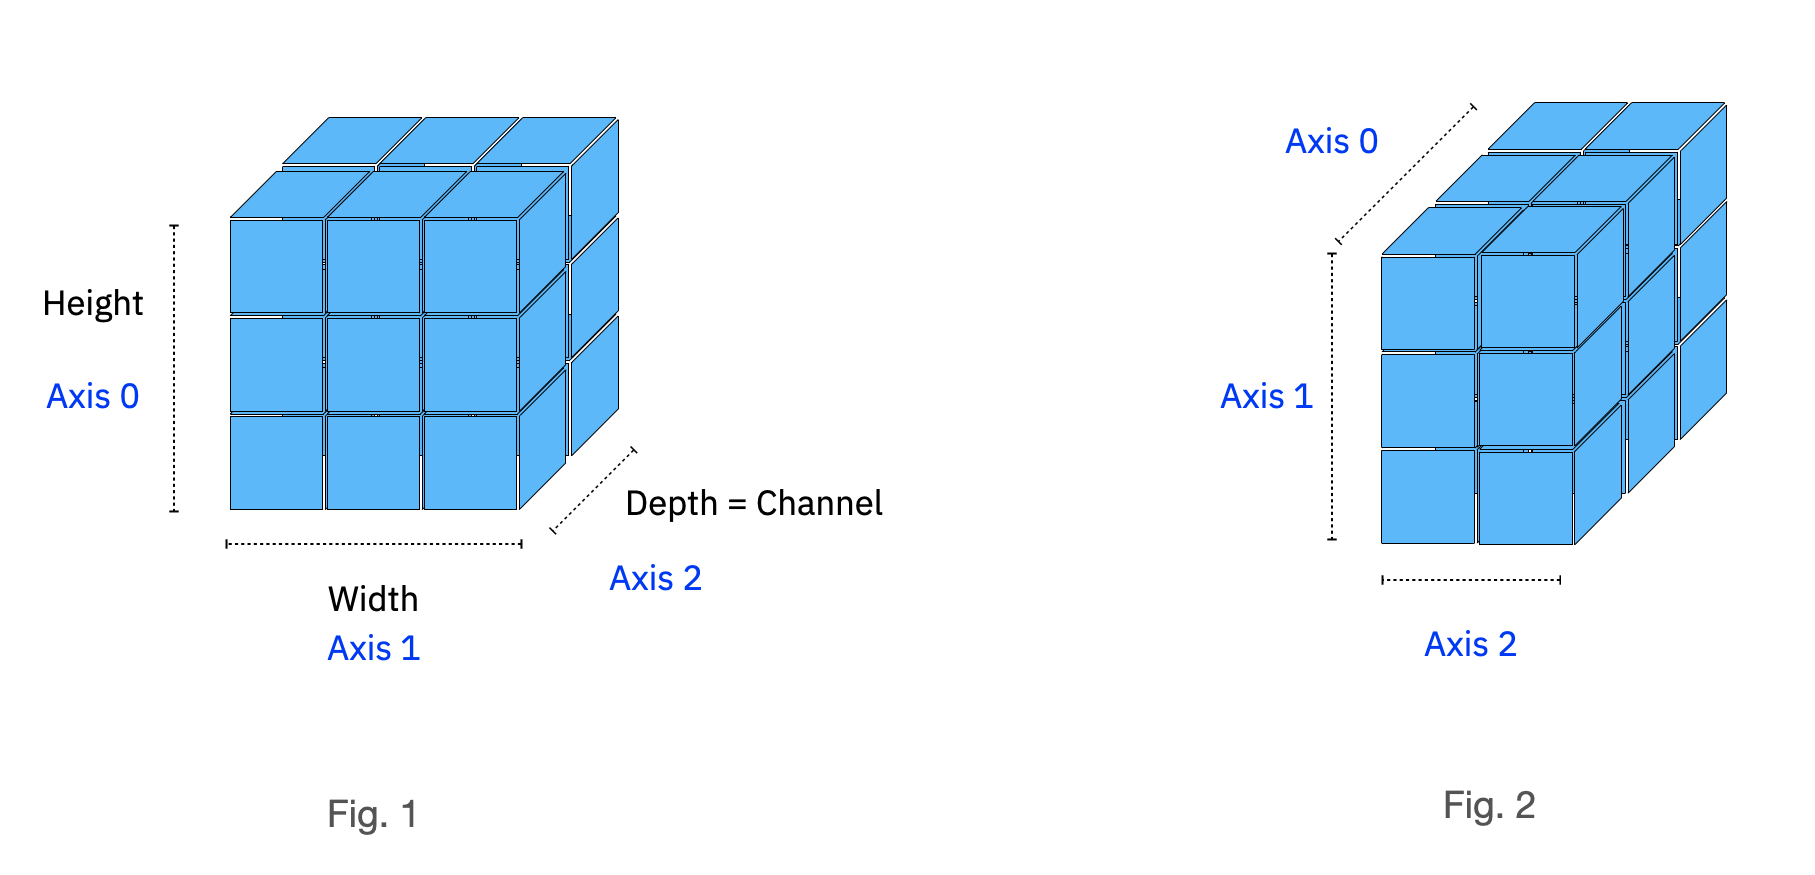 Height
Axis 0
Depth = Channel
Axis 2
Width
Axis 1
Fig. 1
Axis 0
Axis 1
Axis 2
Fig. 2